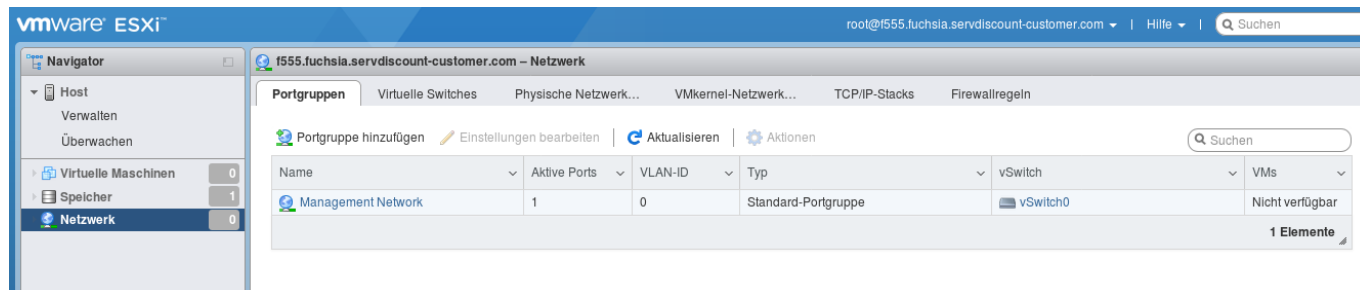 vmware ESXi™
root@f555.fuchsia.servdiscount-customer.com | Hilfe | Suchen
Navigator
f555.fuchsia.servdiscount-customer.com – Netzwerk
Host
Verwalten
Überwachen
Virtuelle Maschinen 0
Speicher 1
Netzwerk 0
Portgruppen Virtuelle Switches Physische Netzwerk... VMkernel-Netzwerk... TCP/IP-Stacks Firewallregeln
Portgruppe hinzufügen Einstellungen bearbeiten | Aktualisieren | Aktionen
Suchen
Name Aktive Ports VLAN-ID Typ vSwitch VMs
Management Network 1 0 Standard-Portgruppe vSwitch0 Nicht verfügbar
1 Elemente